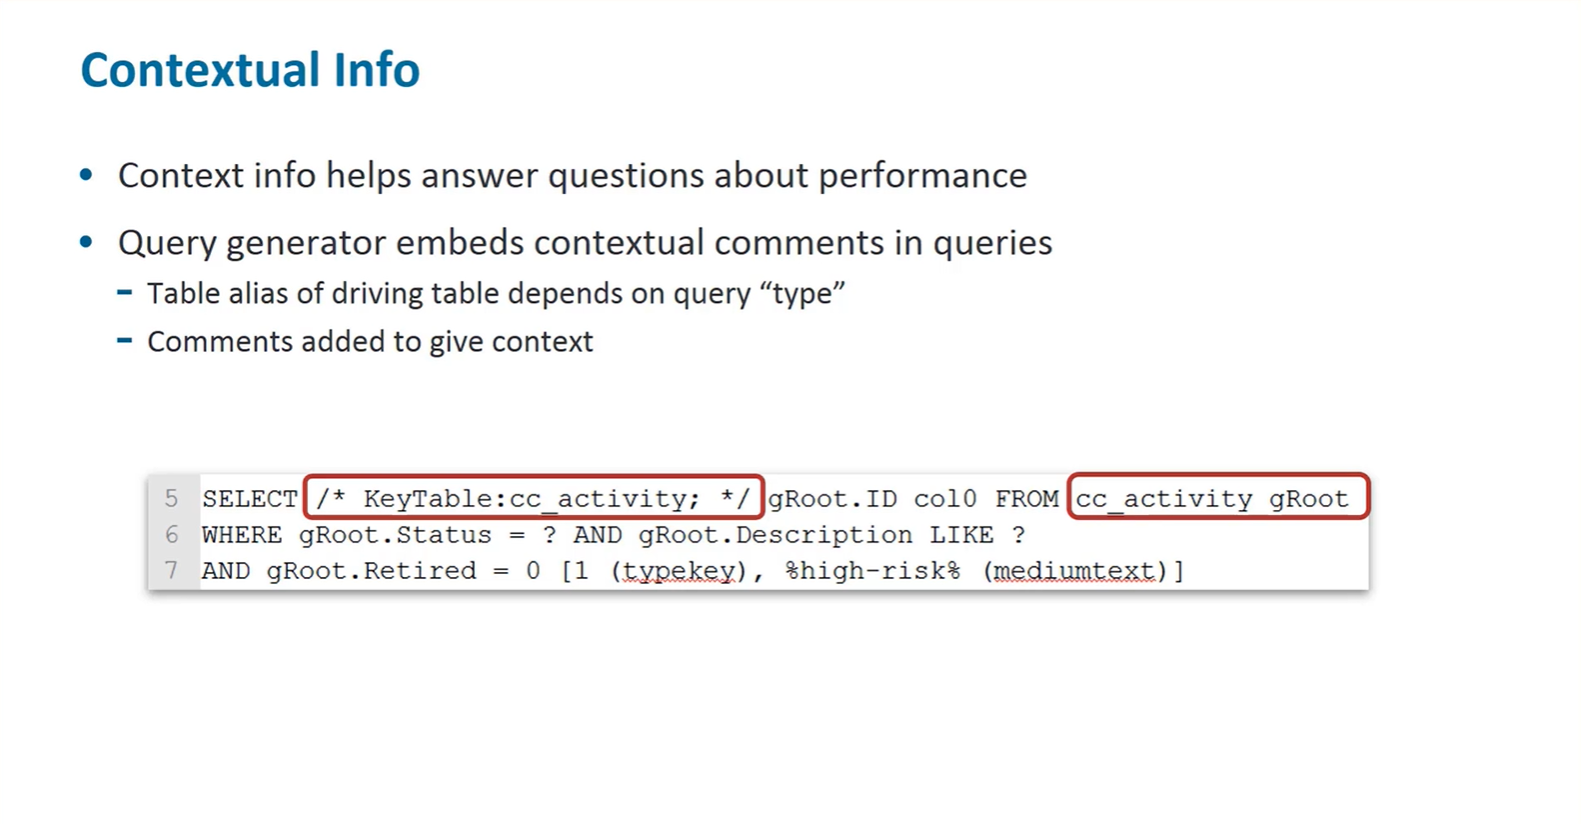 Contextual Info
• Context info helps answer questions about performance
• Query generator embeds contextual comments in queries
– Table alias of driving table depends on query “type”
– Comments added to give context
5 SELECT /* KeyTable:cc_activity; */ gRoot.ID col0 FROM cc_activity gRoot
6 WHERE gRoot.Status = ? AND gRoot.Description LIKE ?
7 AND gRoot.Retired = 0 [1 (typekey), %high-risk% (mediumtext)]